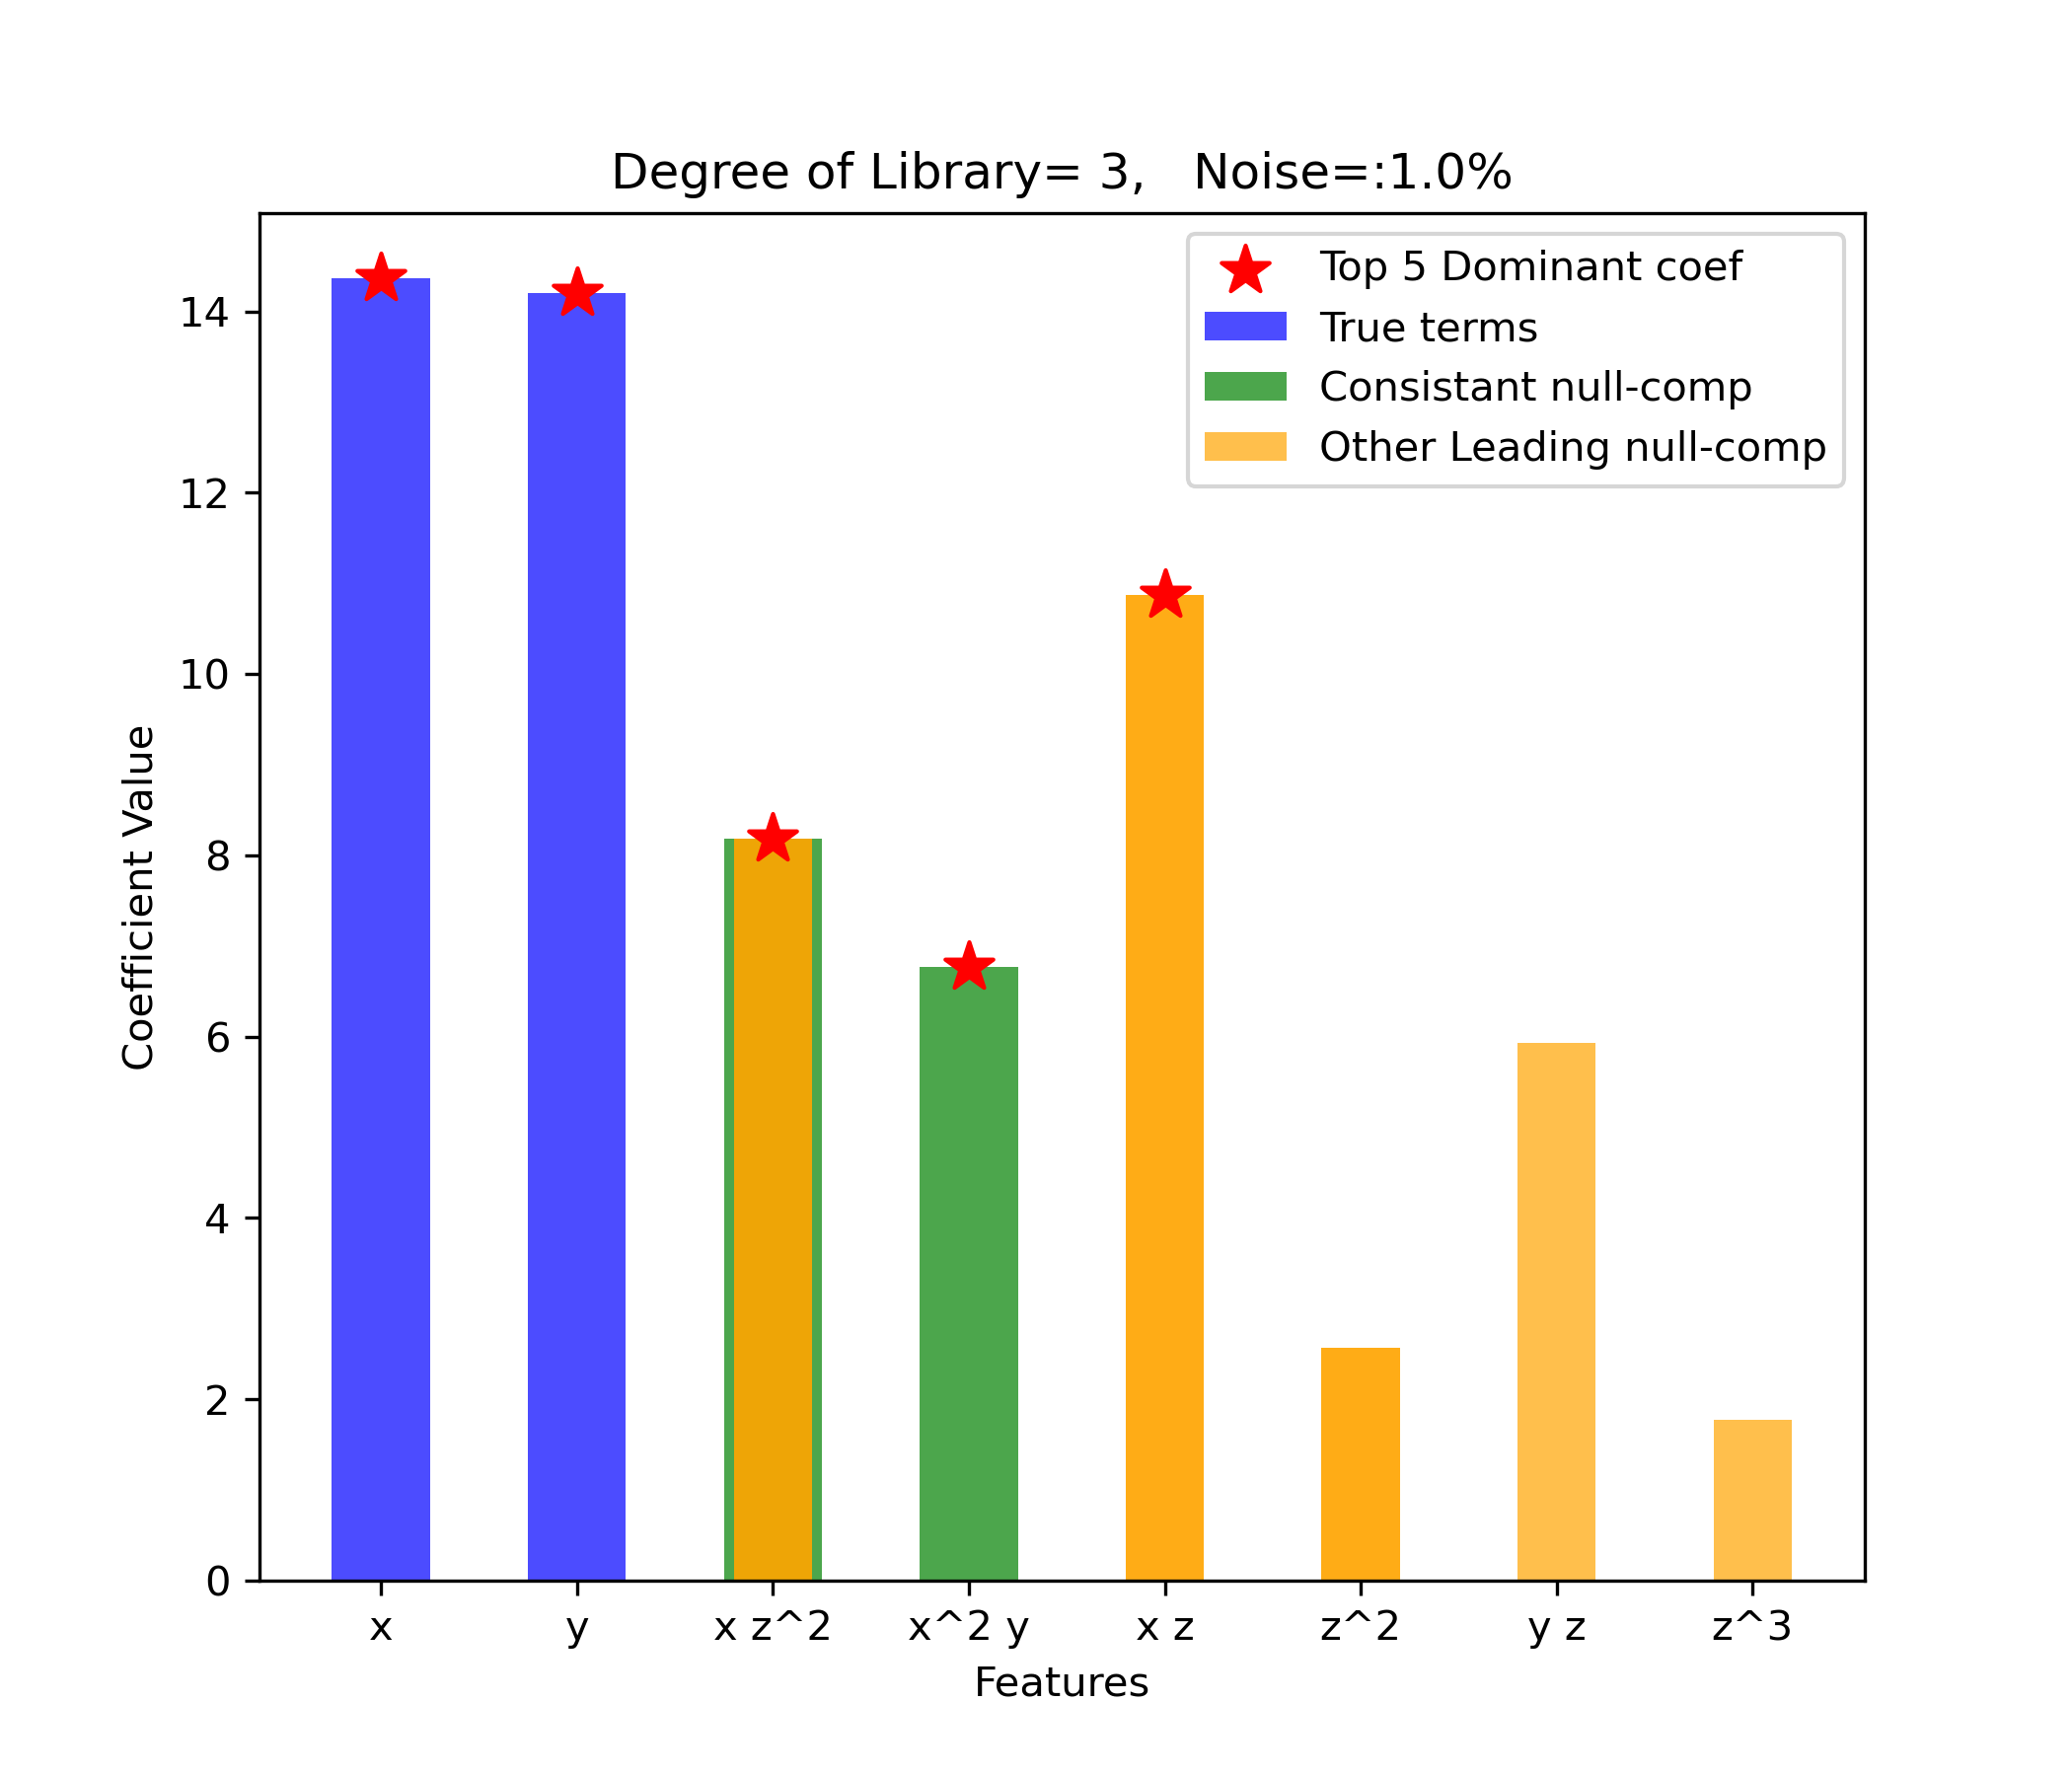 Degree of Library= 3,   Noise=:1.0%
Top 5 Dominant coef
True terms
Consistant null-comp
Other Leading null-comp
Coefficient Value
14
12
10
8
6
4
2
0
x y x z^2 x^2 y x z z^2 y z z^3
Features